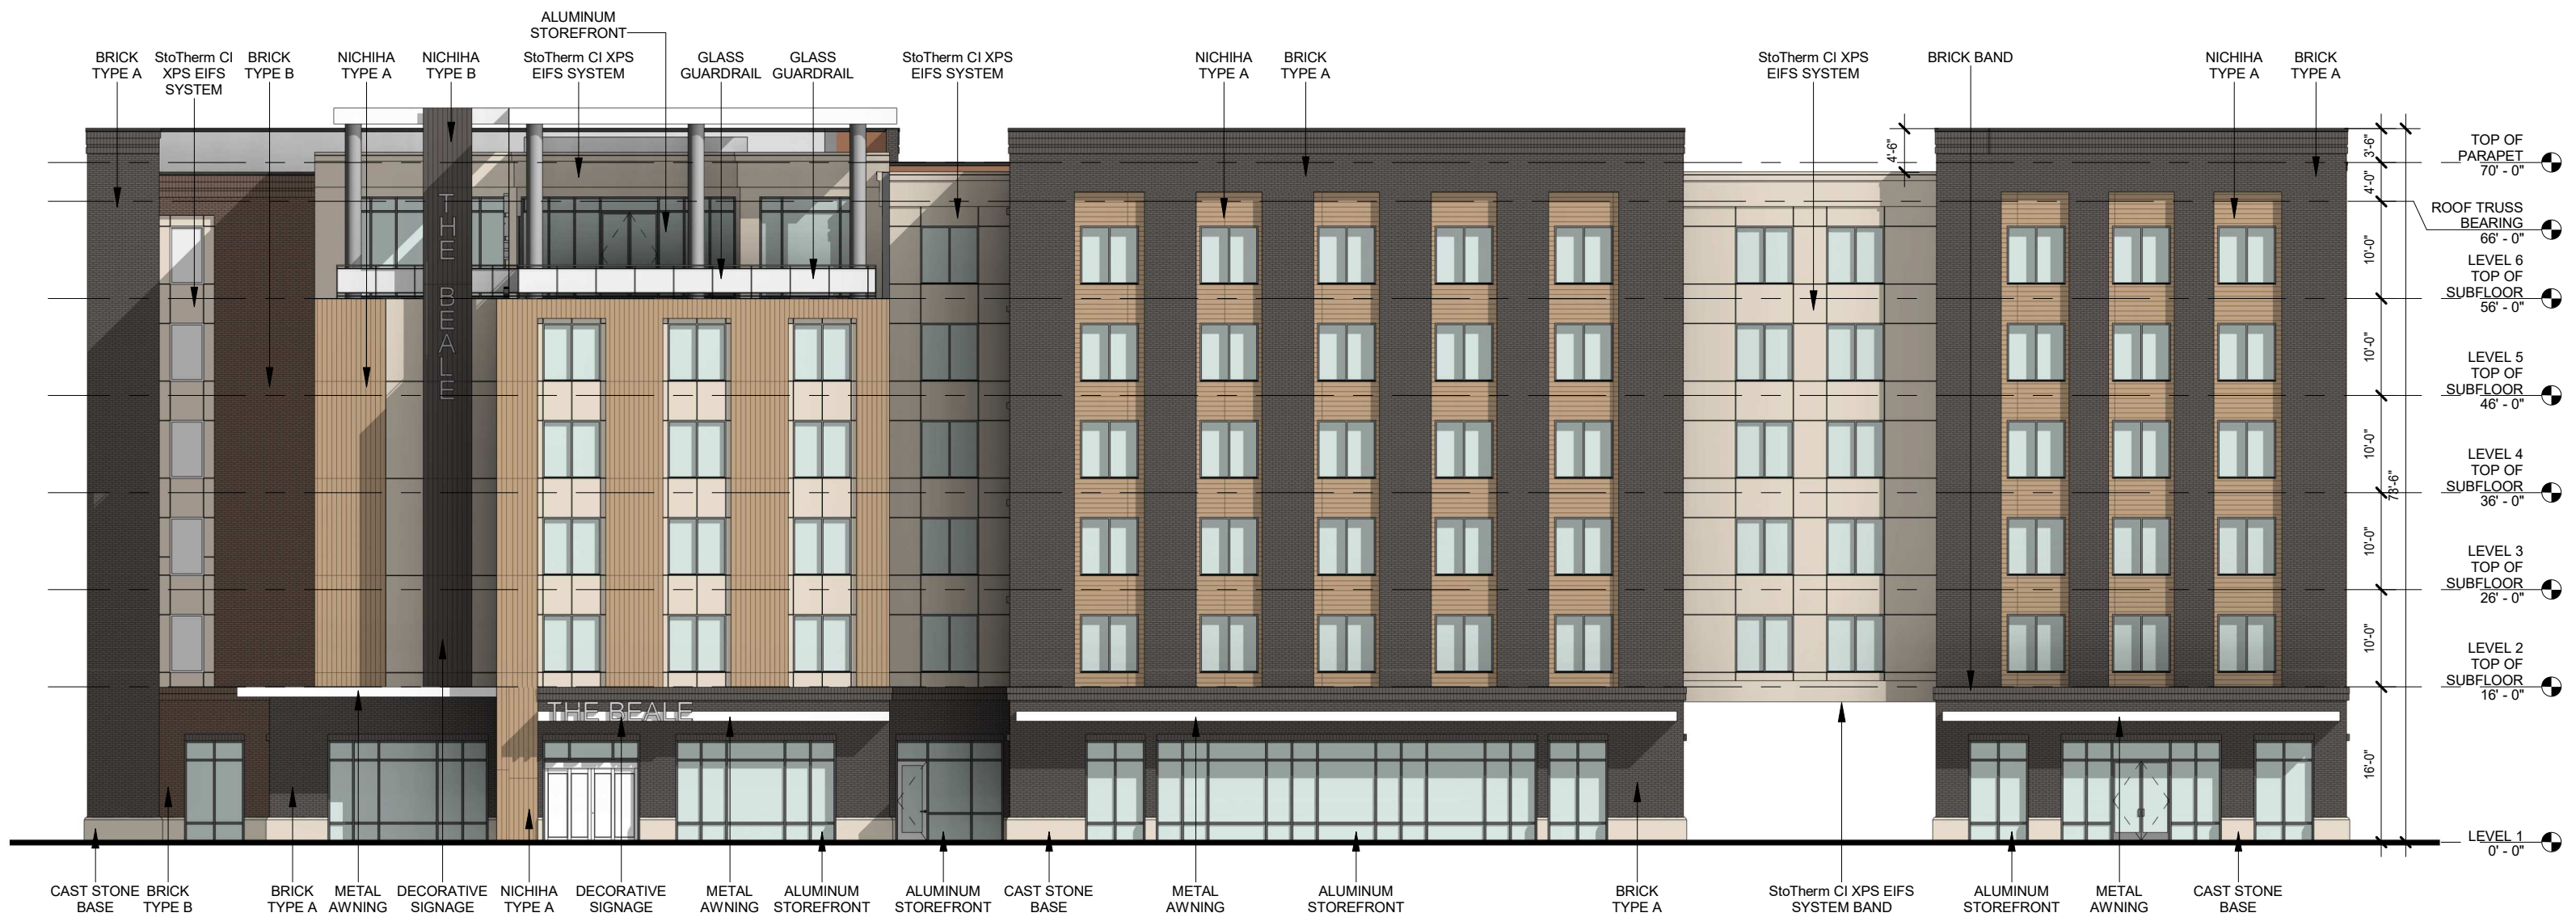 ALUMINUM
STOREFRONT
BRICK
TYPE A
StoTherm CI
XPS EIFS
SYSTEM
BRICK
TYPE B
NICHIHA
TYPE A
NICHIHA
TYPE B
StoTherm CI XPS
EIFS SYSTEM
GLASS
GUARDRAIL
GLASS
GUARDRAIL
StoTherm CI XPS
EIFS SYSTEM
NICHIHA
TYPE A
BRICK
TYPE A
StoTherm CI XPS
EIFS SYSTEM
BRICK BAND
NICHIHA
TYPE A
BRICK
TYPE A
THE BEALE
THE BEALE
4'-6"
3'-6"
4'-0"
10'-0"
10'-0"
10'-0"
10'-0"
10'-0"
16'-0"
73'-6"
TOP OF
PARAPET
70' - 0"
ROOF TRUSS
BEARING
66' - 0"
LEVEL 6
TOP OF
SUBFLOOR
56' - 0"
LEVEL 5
TOP OF
SUBFLOOR
46' - 0"
LEVEL 4
TOP OF
SUBFLOOR
36' - 0"
LEVEL 3
TOP OF
SUBFLOOR
26' - 0"
LEVEL 2
TOP OF
SUBFLOOR
16' - 0"
LEVEL 1
0' - 0"
CAST STONE
BASE
BRICK
TYPE B
BRICK
TYPE A
METAL
AWNING
DECORATIVE
SIGNAGE
NICHIHA
TYPE A
DECORATIVE
SIGNAGE
METAL
AWNING
ALUMINUM
STOREFRONT
ALUMINUM
STOREFRONT
CAST STONE
BASE
METAL
AWNING
ALUMINUM
STOREFRONT
BRICK
TYPE A
StoTherm CI XPS EIFS
SYSTEM BAND
ALUMINUM
STOREFRONT
METAL
AWNING
CAST STONE
BASE